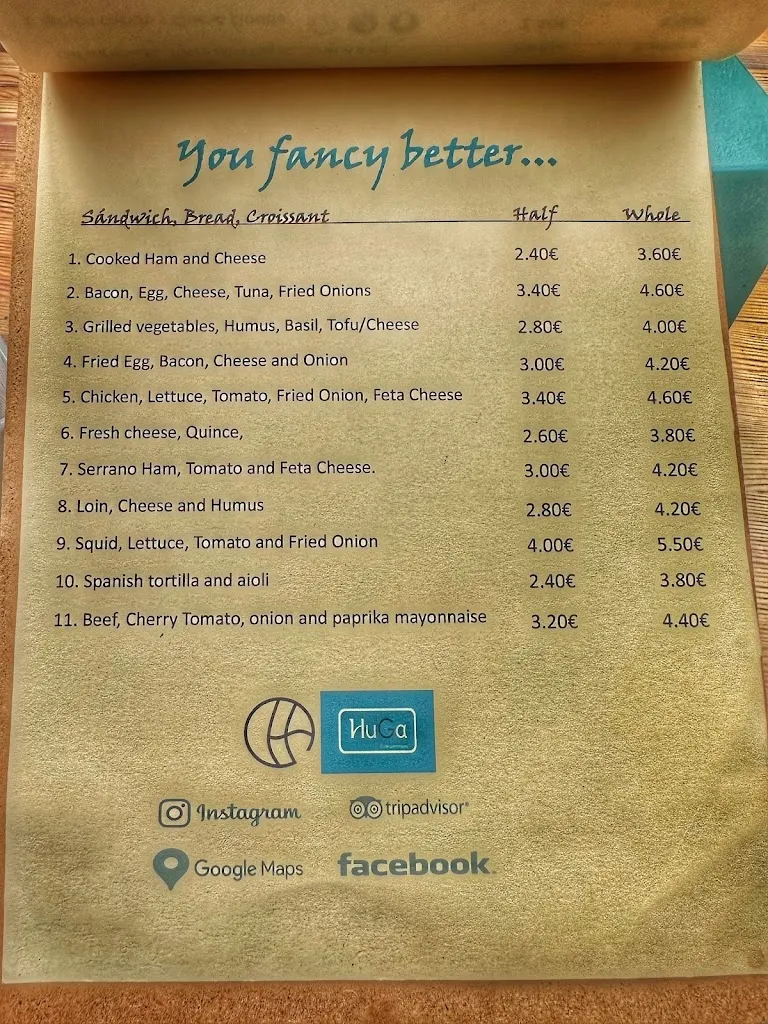 You fancy better...
Sándwich, Bread, Croissant Half Whole
1. Cooked Ham and Cheese 2.40€ 3.60€
2. Bacon, Egg, Cheese, Tuna, Fried Onions 3.40€ 4.60€
3. Grilled vegetables, Humus, Basil, Tofu/Cheese 2.80€ 4.00€
4. Fried Egg, Bacon, Cheese and Onion 3.00€ 4.20€
5. Chicken, Lettuce, Tomato, Fried Onion, Feta Cheese 3.40€ 4.60€
6. Fresh cheese, Quince, 2.60€ 3.80€
7. Serrano Ham, Tomato and Feta Cheese. 3.00€ 4.20€
8. Loin, Cheese and Humus 2.80€ 4.20€
9. Squid, Lettuce, Tomato and Fried Onion 4.00€ 5.50€
10. Spanish tortilla and aioli 2.40€ 3.80€
11. Beef, Cherry Tomato, onion and paprika mayonnaise 3.20€ 4.40€
HuGa
Instagram tripadvisor®
Google Maps facebook.